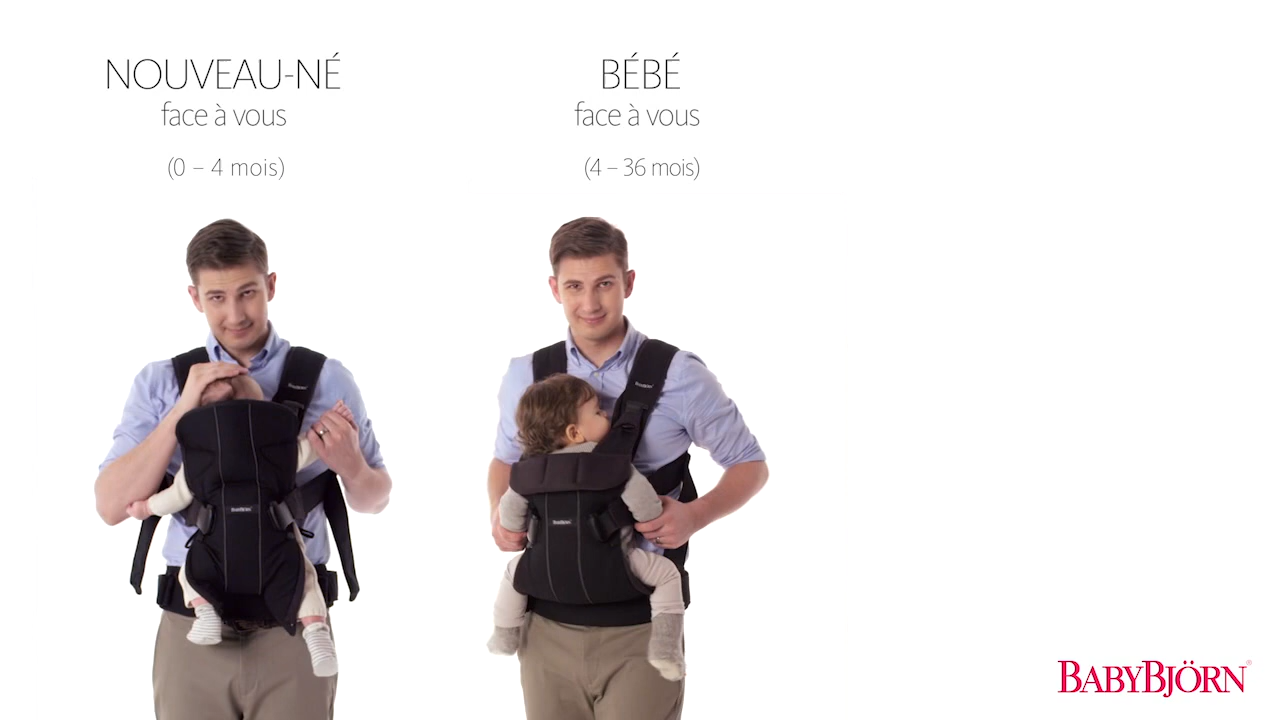 NOUVEAU-NÉ
face à vous
(0 – 4 mois)
BÉBÉ
face à vous
(4 – 36 mois)
BABYBJÖRN®